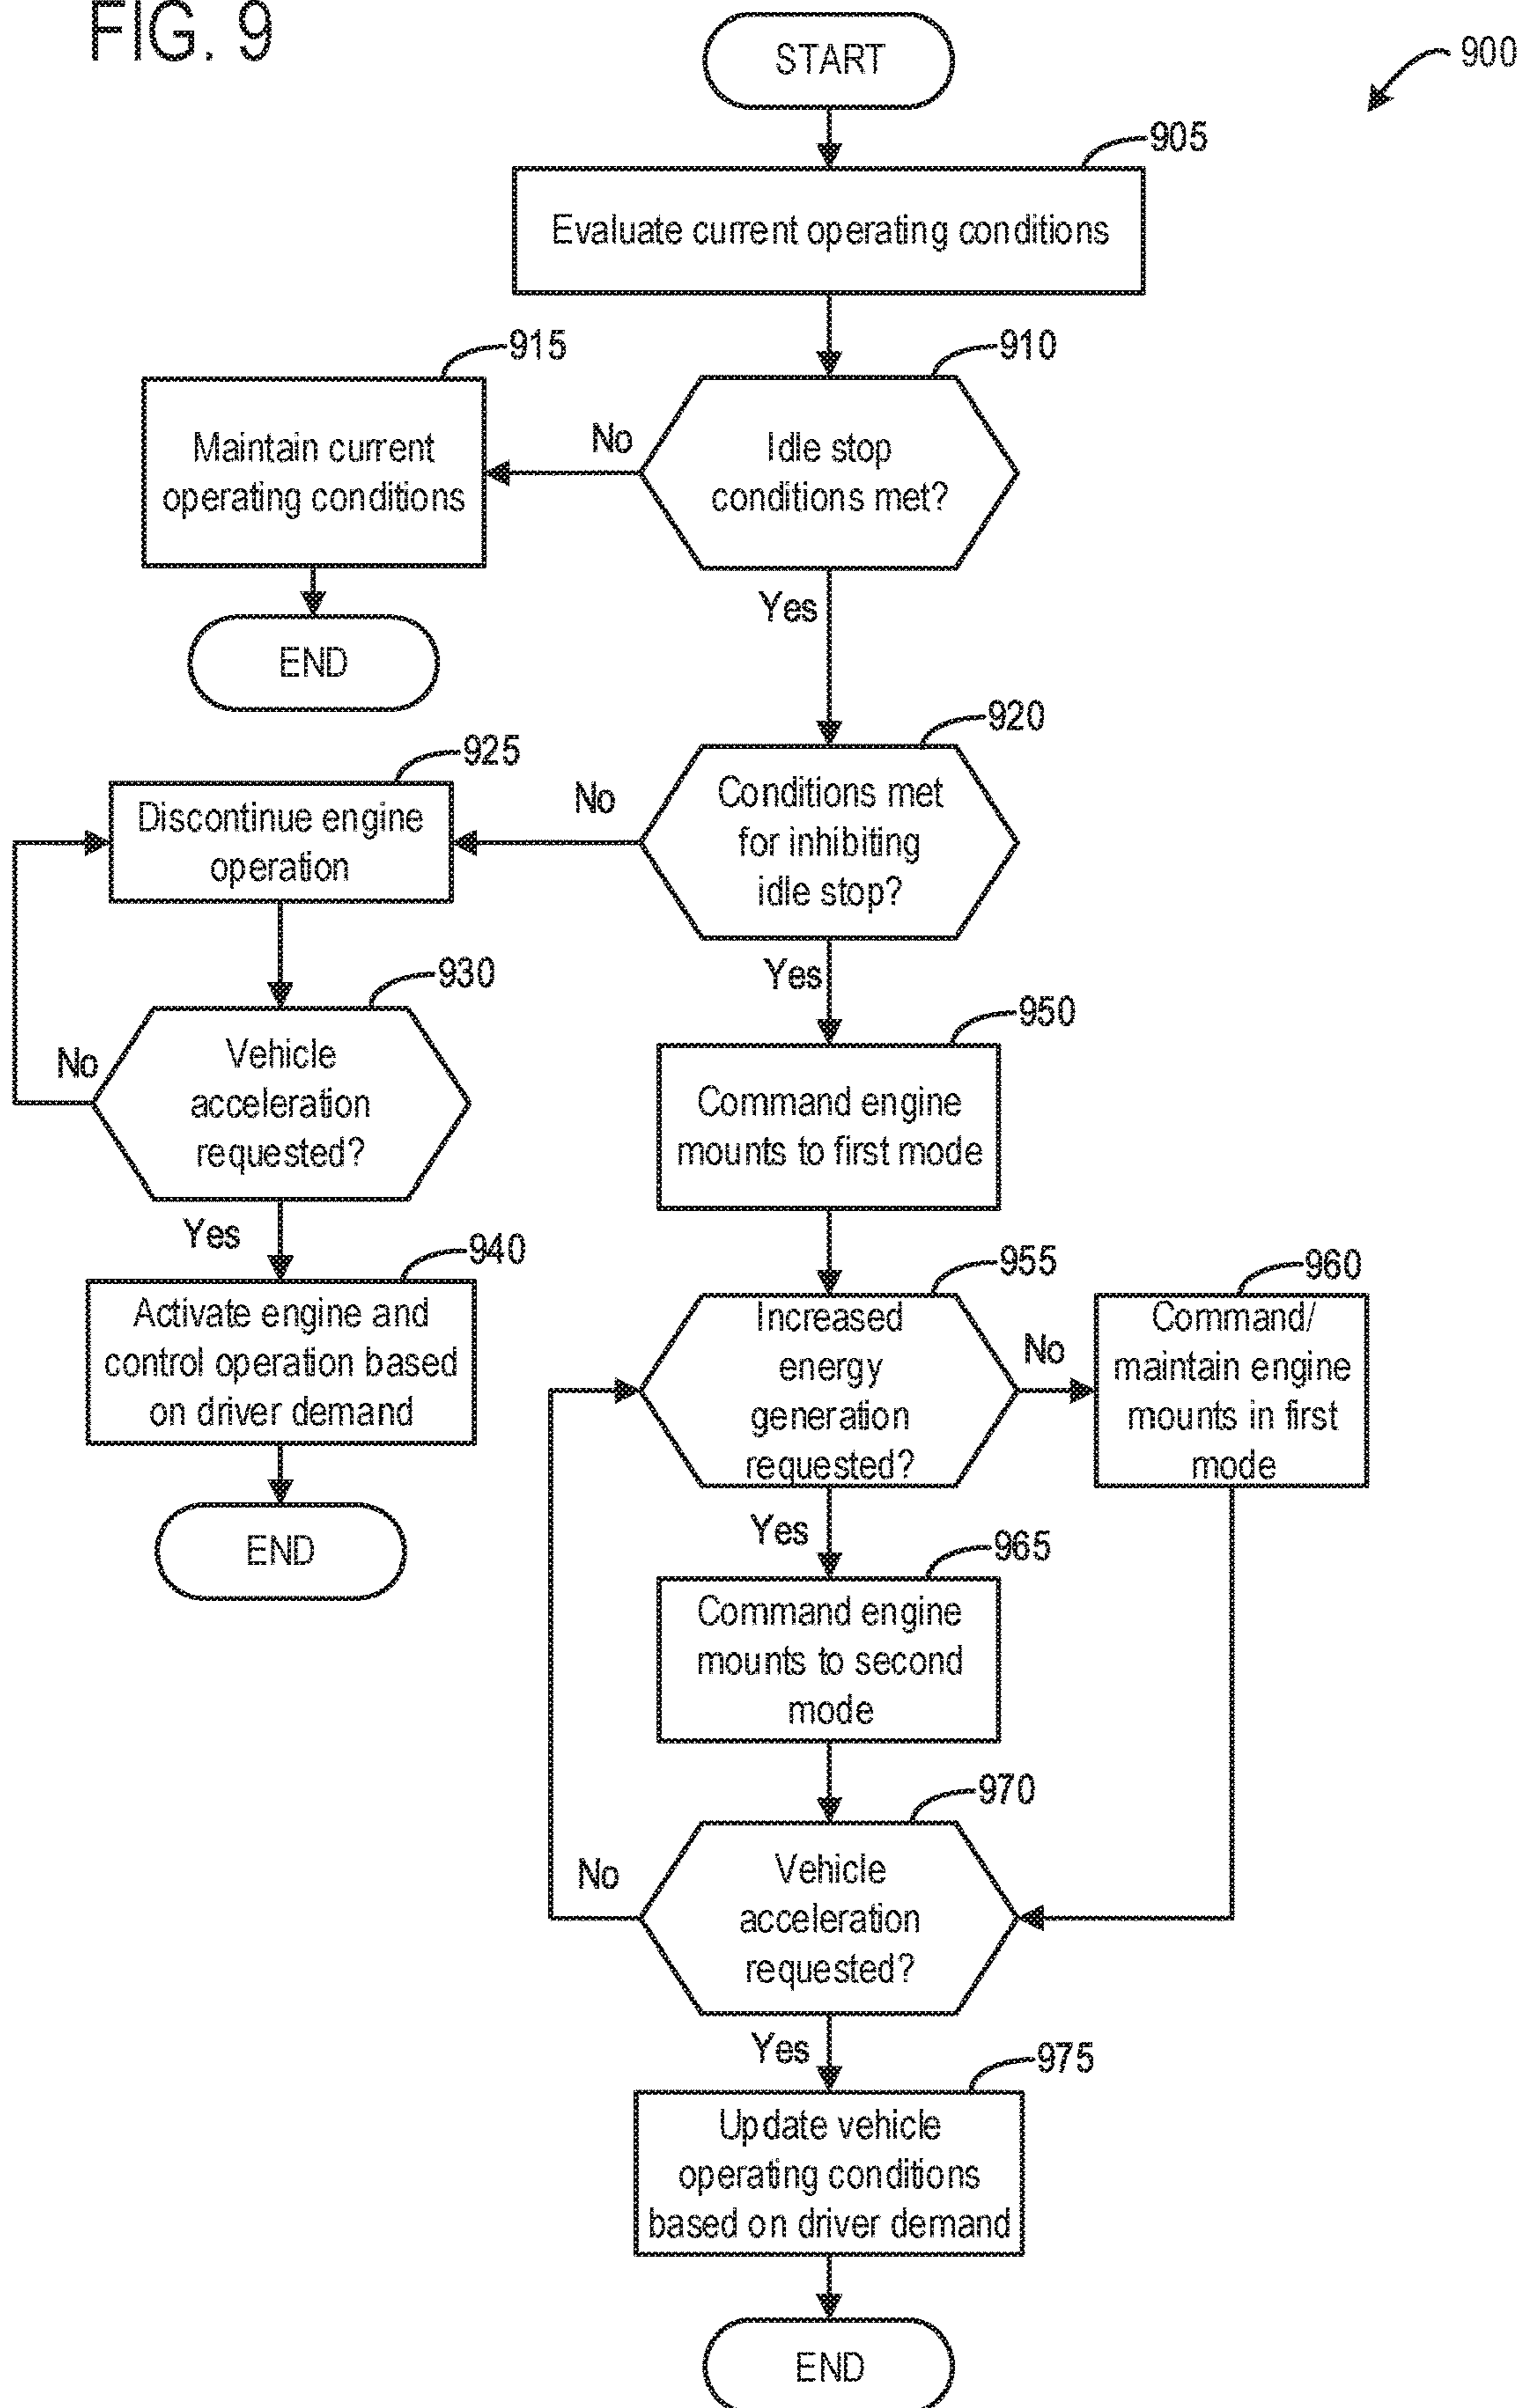 FIG. 9
START
900
905
Evaluate current operating conditions
915
910
Maintain current
operating conditions
No
Idle stop
conditions met?
Yes
END
920
925
Discontinue engine
operation
No
Conditions met
for inhibiting
idle stop?
Yes
930
No
Vehicle
acceleration
requested?
950
Command engine
mounts to first mode
Yes
940
Activate engine and
control operation based
on driver demand
END
955
Increased
energy
generation
requested?
No
960
Command/
maintain engine
mounts in first
mode
Yes
965
Command engine
mounts to second
mode
970
No
Vehicle
acceleration
requested?
Yes
975
Update vehicle
operating conditions
based on driver demand
END